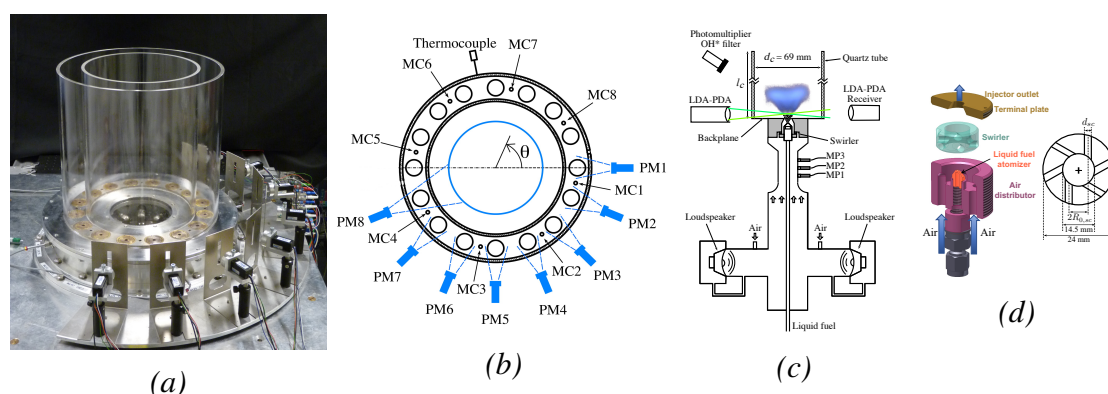 Thermocouple
MC7
MC6
MC8
MC5
θ
PM1
MC1
PM8
PM2
MC4
MC2
PM7
PM3
MC3
PM6
PM5
PM4
Photomultiplier
OH* filter
d_c = 69 mm
Quartz tube
l_c
LDA-PDA
LDA-PDA
Receiver
Backplane
Swirler
MP3
MP2
MP1
Loudspeaker
Air
Air
Loudspeaker
Liquid fuel
Injector outlet
Terminal plate
Swirler
Liquid fuel
atomizer
Air
distributor
Air
Air
d_sc
2R_0,sc
14.5 mm
24 mm
(a)
(b)
(c)
(d)